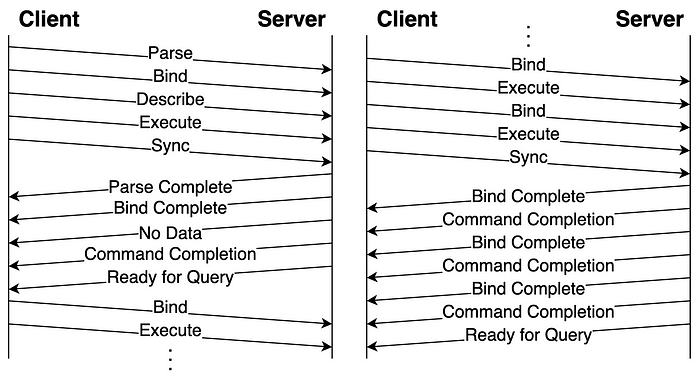 Client Server
Parse
Bind
Describe
Execute
Sync
Parse Complete
Bind Complete
No Data
Command Completion
Ready for Query
Bind
Execute
Client Server
Bind
Execute
Bind
Execute
Sync
Bind Complete
Command Completion
Bind Complete
Command Completion
Bind Complete
Command Completion
Ready for Query